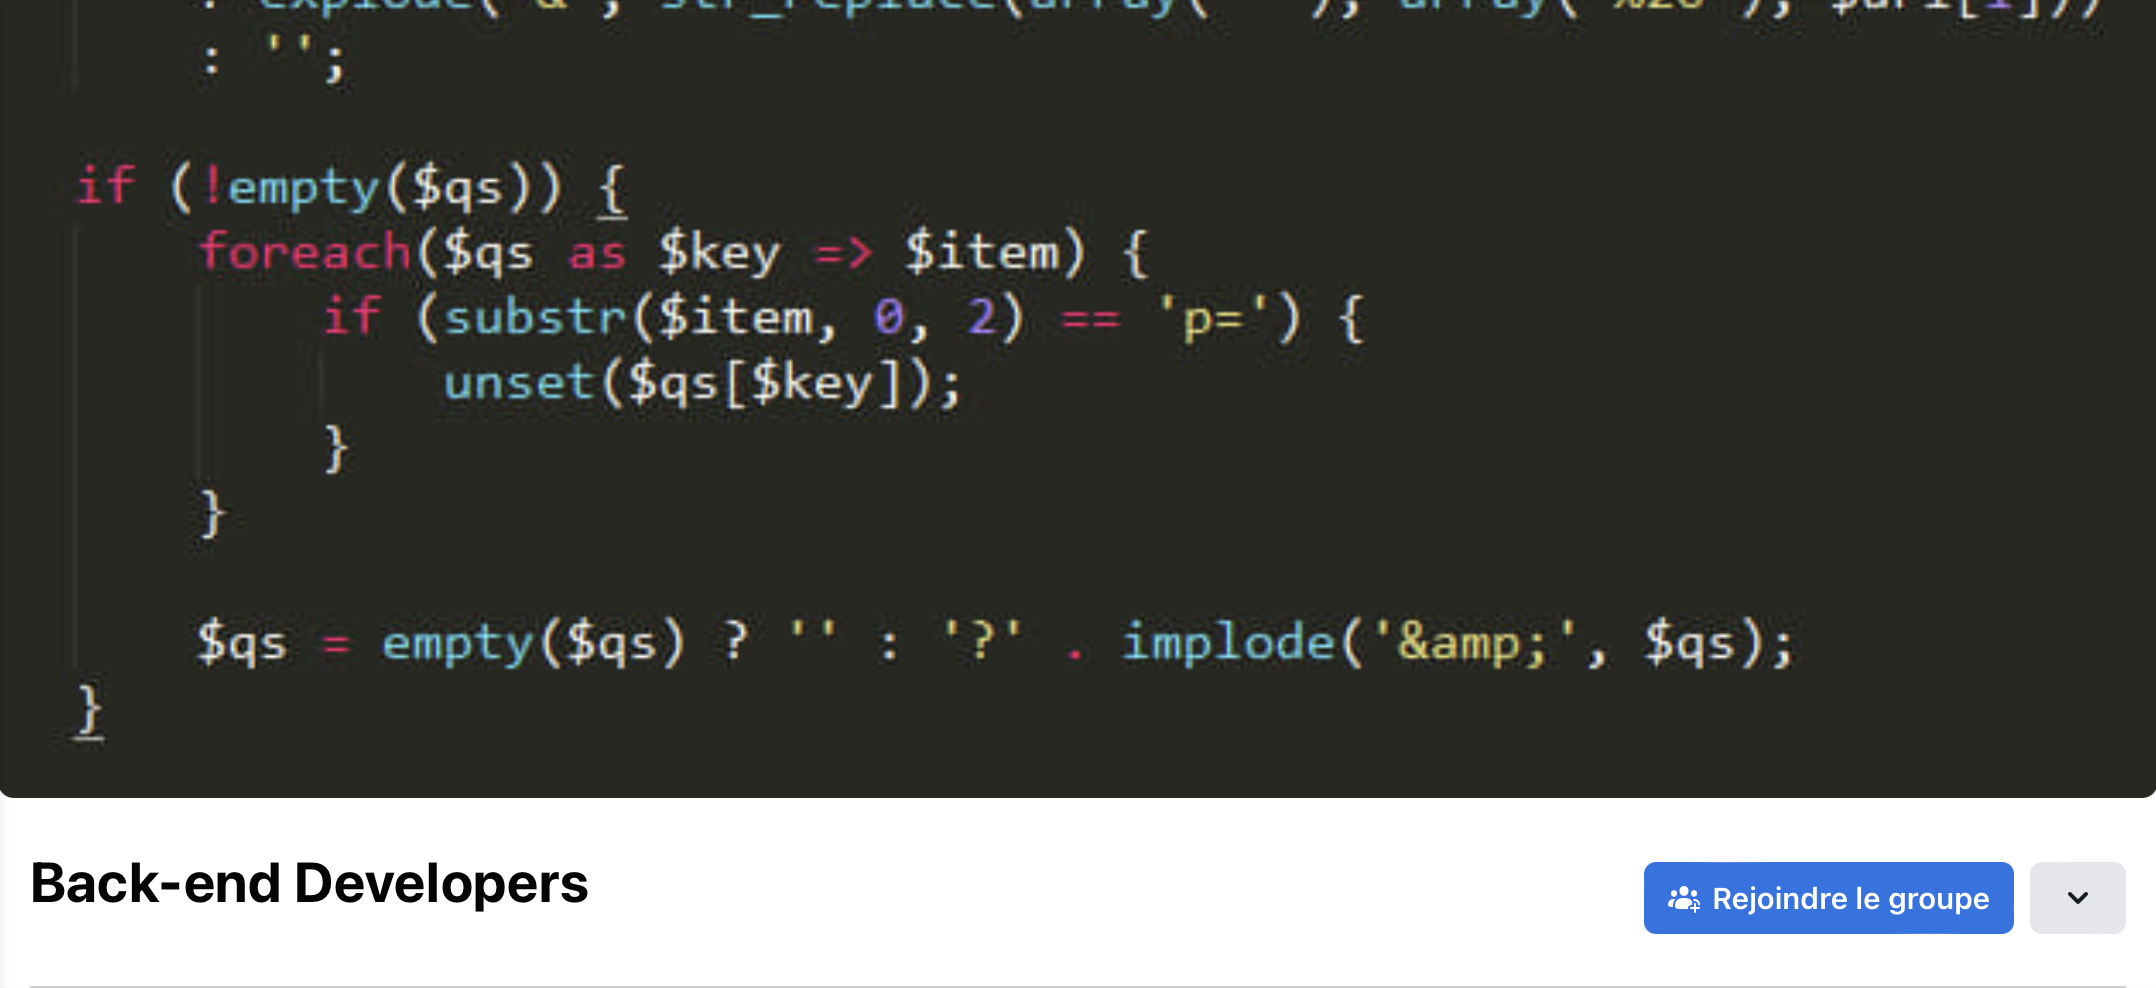 : '';
if (!empty($qs)) {
foreach($qs as $key => $item) {
if (substr($item, 0, 2) == 'p=') {
unset($qs[$key]);
}
}
$qs = empty($qs) ? '' : '?' . implode('&amp;', $qs);
}
Back-end Developers
Rejoindre le groupe